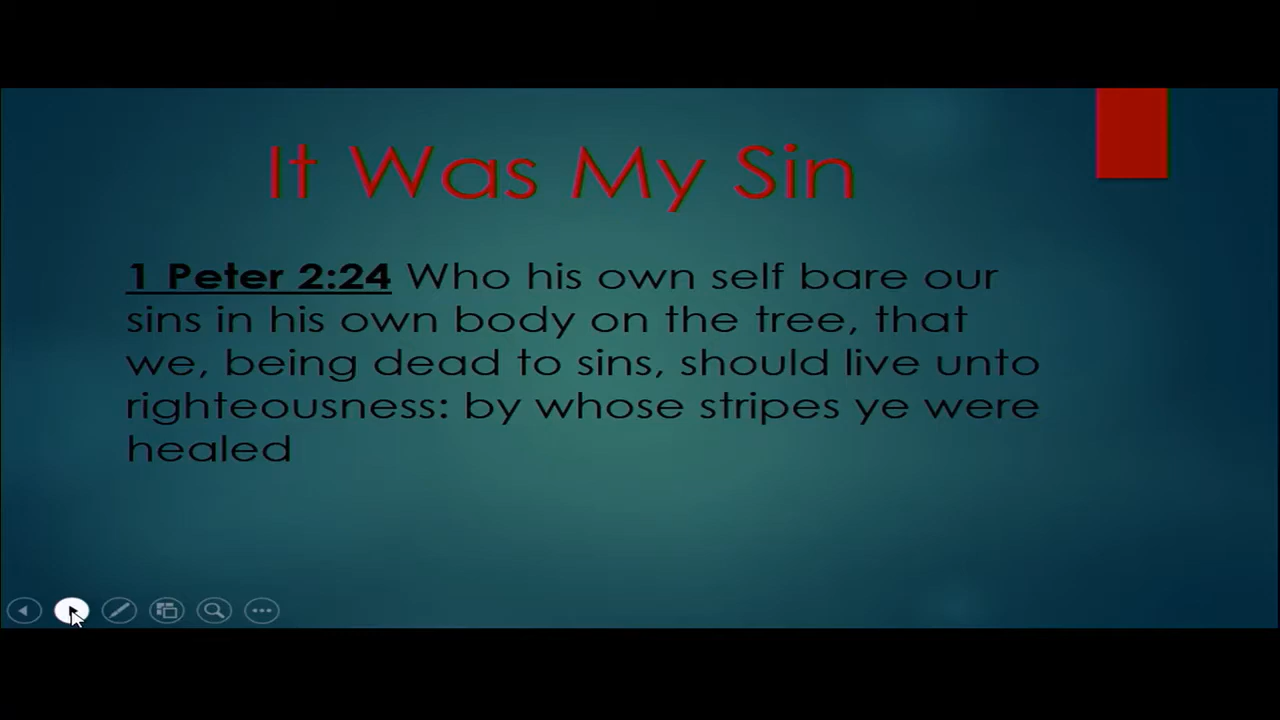 It Was My Sin
1 Peter 2:24 Who his own self bare our
sins in his own body on the tree, that
we, being dead to sins, should live unto
righteousness: by whose stripes ye were
healed